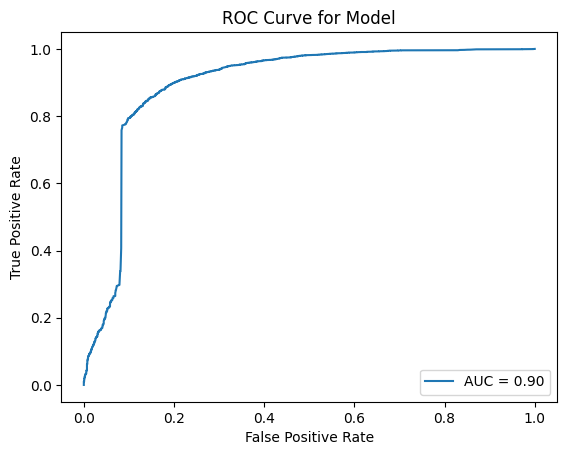 ROC Curve for Model
True Positive Rate
1.0
0.8
0.6
0.4
0.2
0.0
0.0 0.2 0.4 0.6 0.8 1.0
False Positive Rate
AUC = 0.90